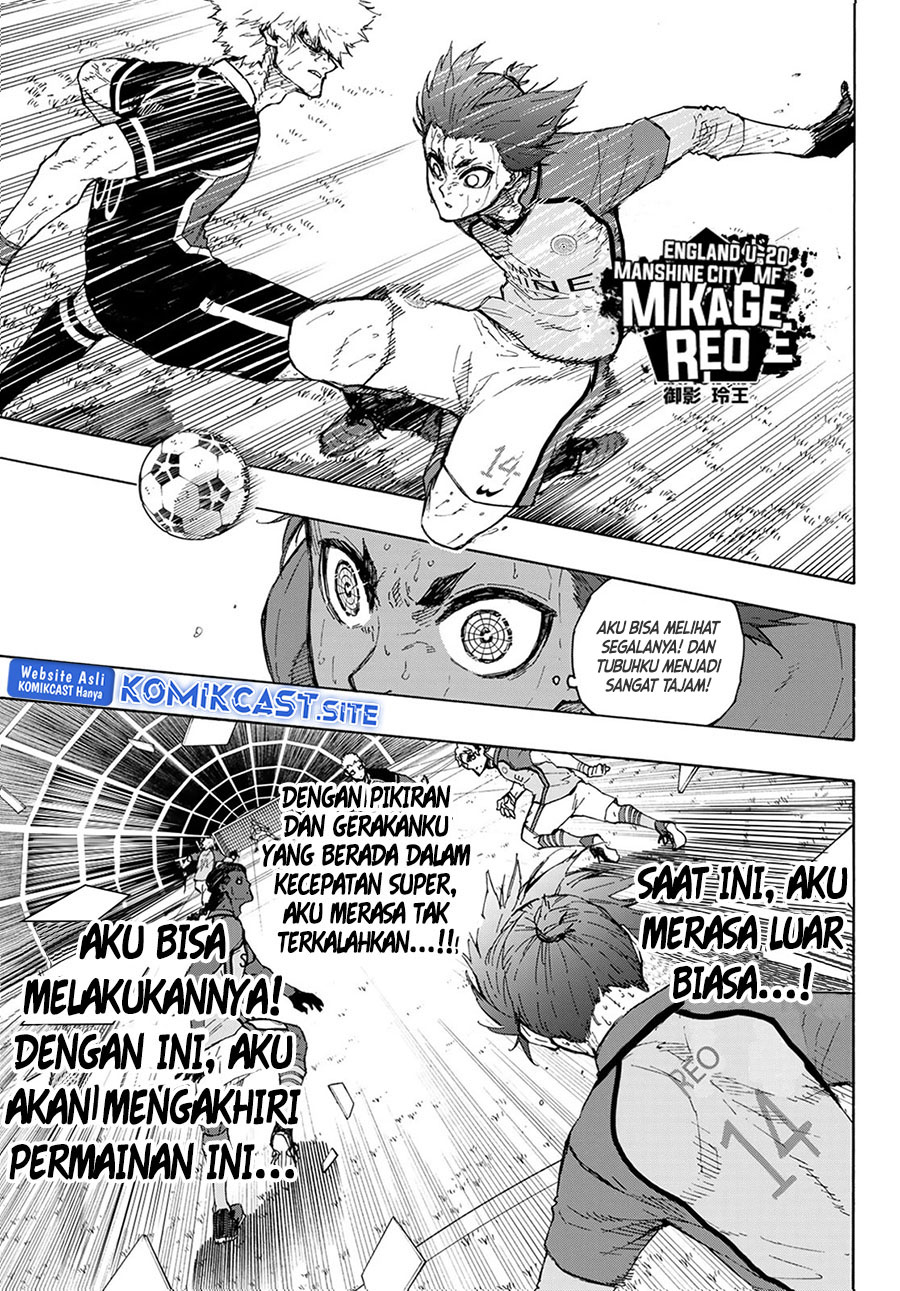 ENGLAND U-20
MANSHINE CITY MF
MIKAGE
REO
御影 玲王
14
AKU BISA MELIHAT
SEGALANYA! DAN
TUBUHKU MENJADI
SANGAT TAJAM!
Website Asli
KOMIKCAST Hanya
KOMIKCAST.SITE
SAAT INI, AKU
MERASA LUAR
BIASA...!
DENGAN PIKIRAN
DAN GERAKANKU
YANG BERADA DALAM
KECEPATAN SUPER,
AKU MERASA TAK
TERKALAHKAN...!!
AKU BISA
MELAKUKANNYA!
DENGAN INI, AKU
AKAN MENGAKHIRI
PERMAINAN INI...
REO
14